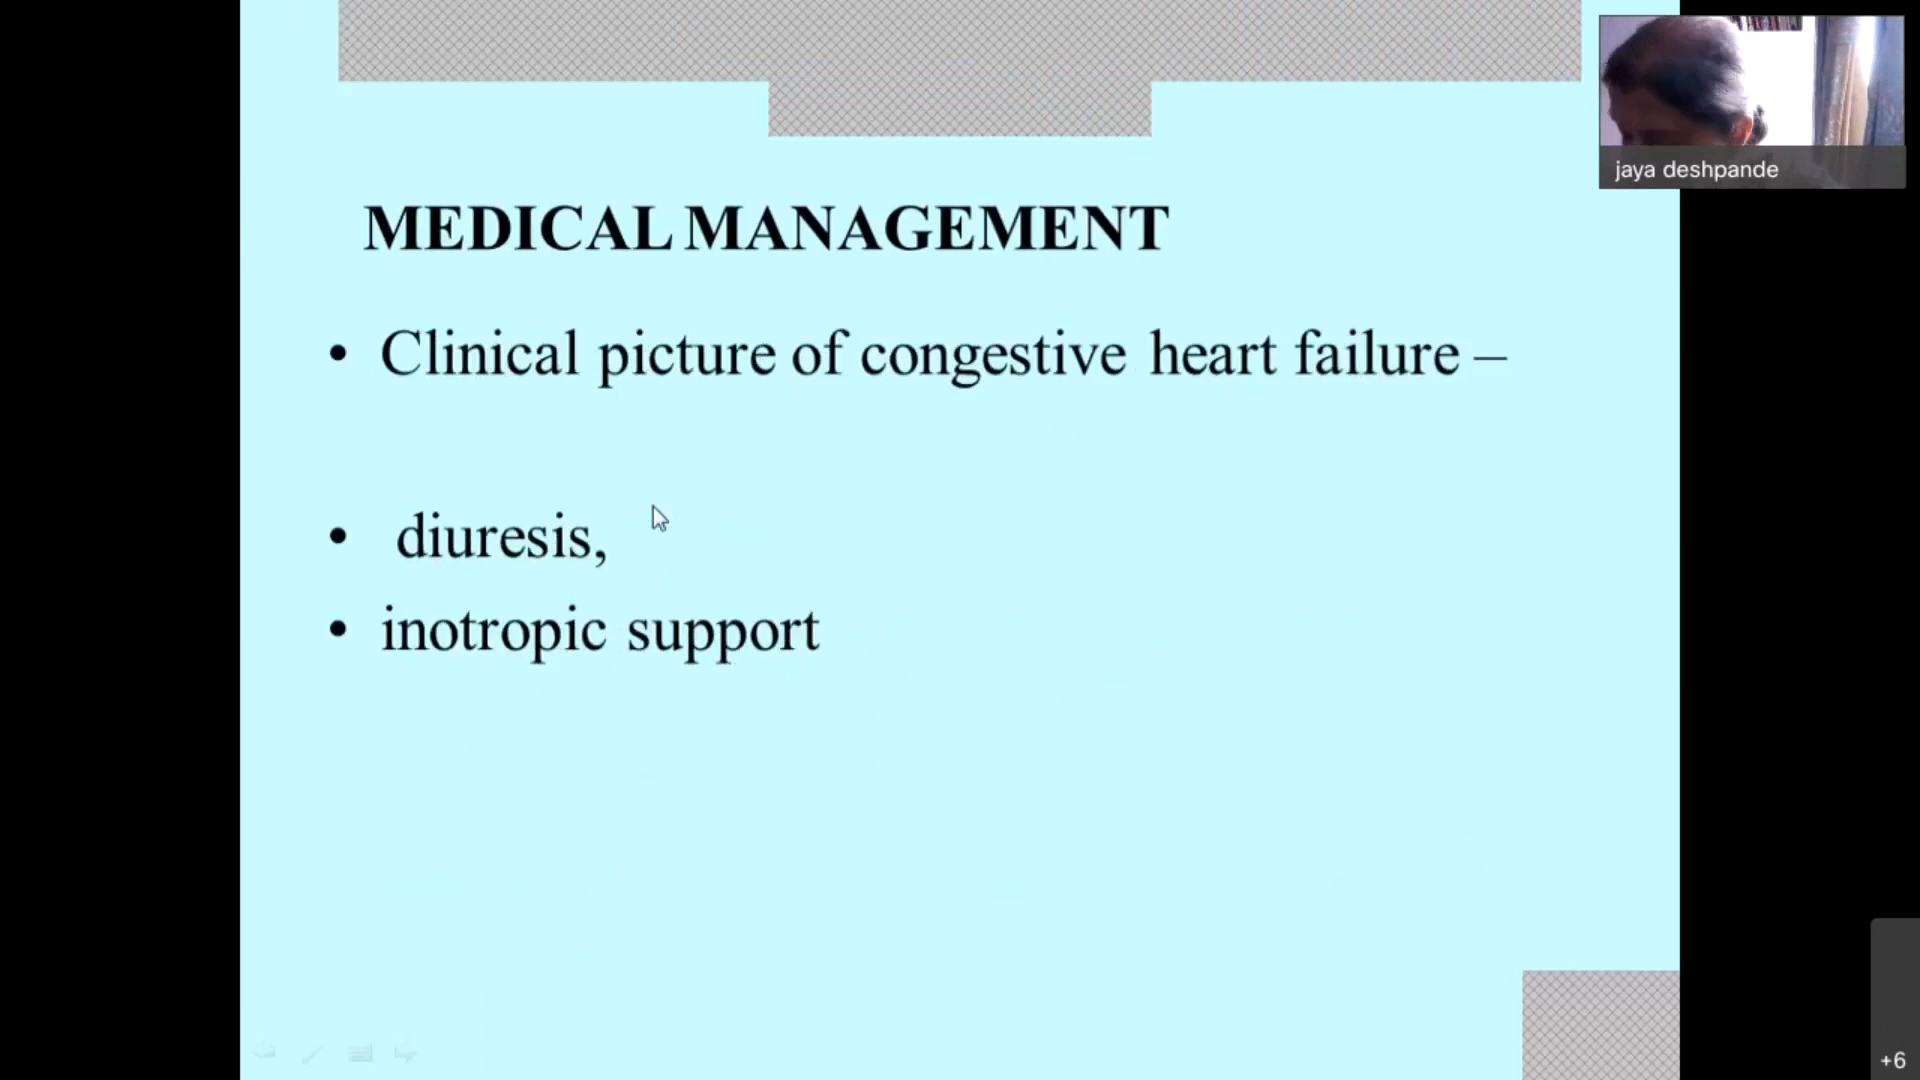 MEDICAL MANAGEMENT
• Clinical picture of congestive heart failure –
• diuresis,
• inotropic support
jaya deshpande
+6